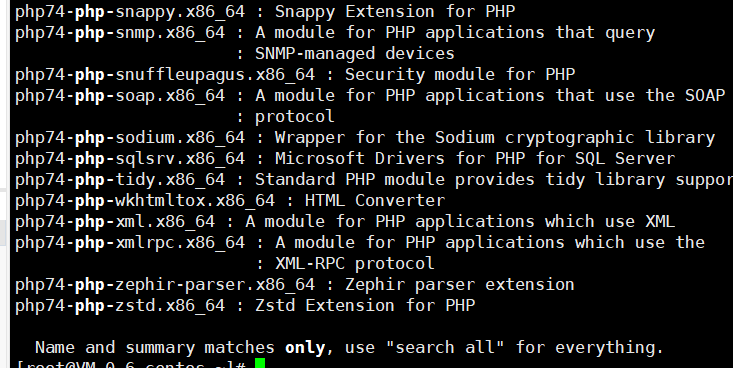 php74-php-snappy.x86_64 : Snappy Extension for PHP
php74-php-snmp.x86_64 : A module for PHP applications that query
: SNMP-managed devices
php74-php-snuffleupagus.x86_64 : Security module for PHP
php74-php-soap.x86_64 : A module for PHP applications that use the SOAP
: protocol
php74-php-sodium.x86_64 : Wrapper for the Sodium cryptographic library
php74-php-sqlsrv.x86_64 : Microsoft Drivers for PHP for SQL Server
php74-php-tidy.x86_64 : Standard PHP module provides tidy library suppor
php74-php-wkhtmltox.x86_64 : HTML Converter
php74-php-xml.x86_64 : A module for PHP applications which use XML
php74-php-xmlrpc.x86_64 : A module for PHP applications which use the
: XML-RPC protocol
php74-php-zephir-parser.x86_64 : Zephir parser extension
php74-php-zstd.x86_64 : Zstd Extension for PHP
Name and summary matches only, use "search all" for everything.
[root@VM_0_6_centos ~]#